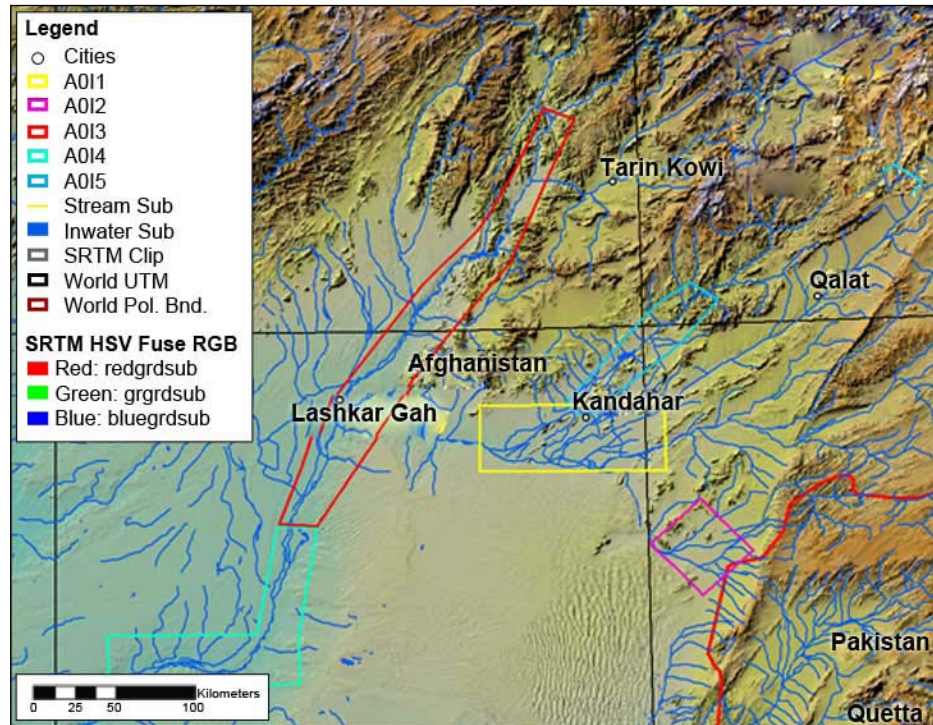 Legend
Cities
A0I1
A0I2
A0I3
A0I4
A0I5
Stream Sub
Inwater Sub
SRTM Clip
World UTM
World Pol. Bnd.
SRTM HSV Fuse RGB
Red: redgrdsub
Green: grgrdsub
Blue: bluegrdsub
Tarin Kowi
Qalat
Afghanistan
Lashkar Gah
Kandahar
Pakistan
Quetta
Kilometers
0 25 50 100